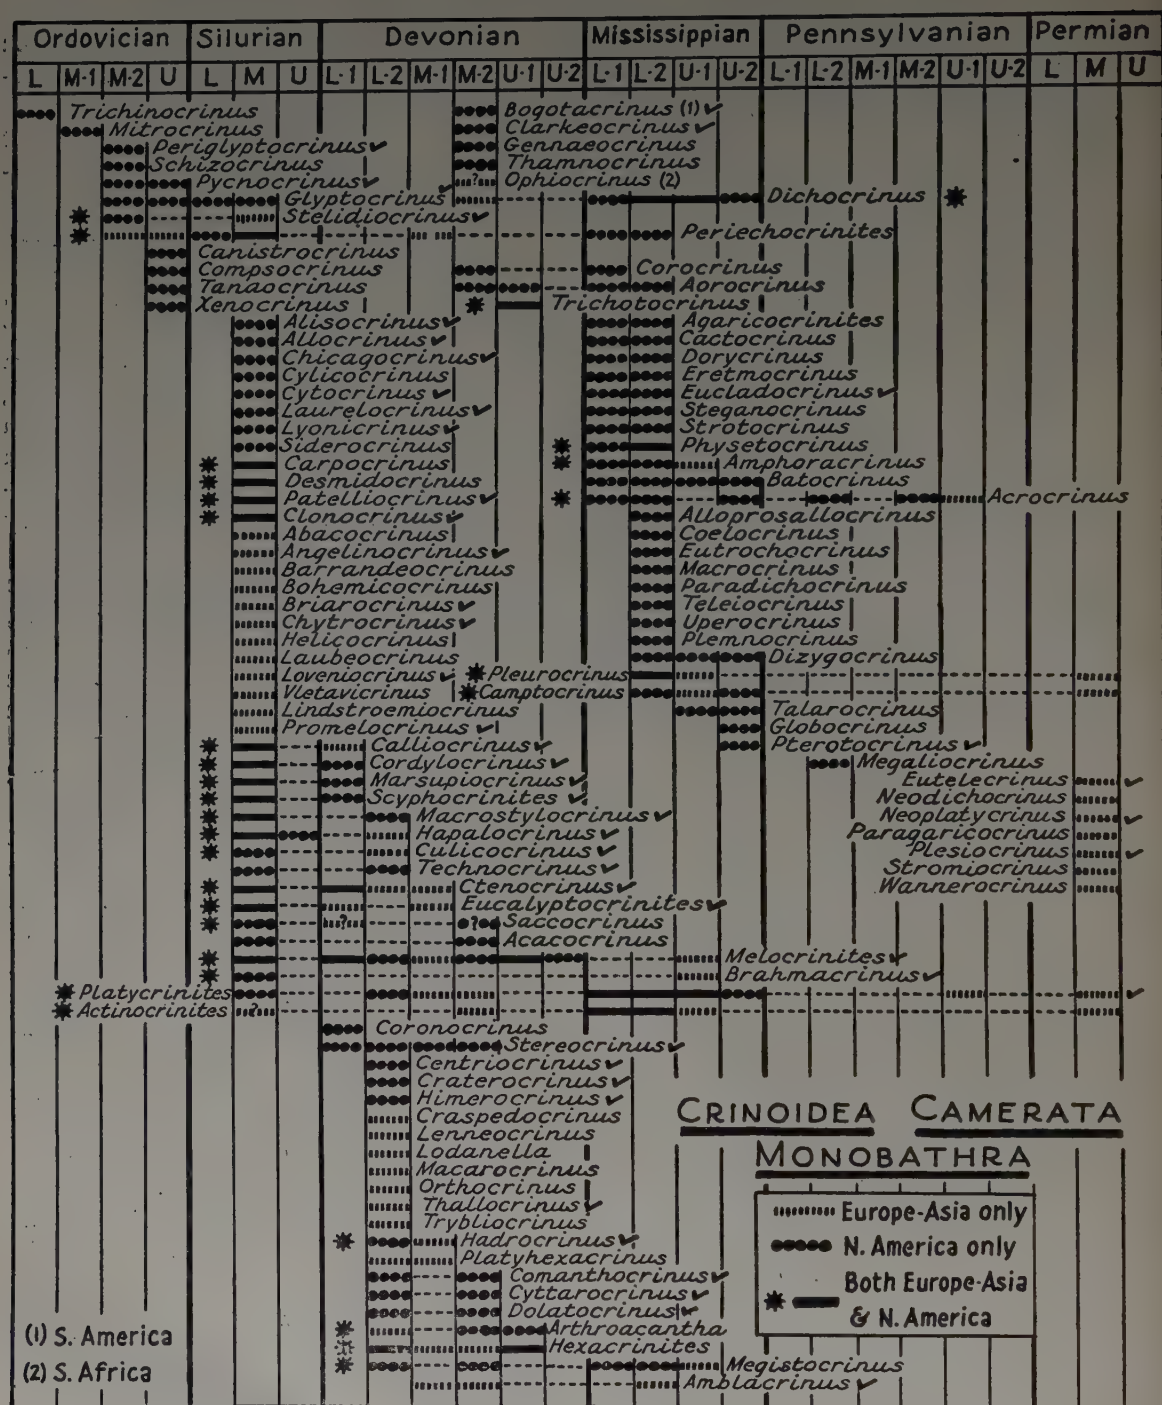 Ordovician Silurian Devonian Mississippian Pennsylvanian Permian
L M-1 M-2 U L M U L-1 L-2 M-1 M-2 U-1 U-2 L-1 L-2 U-1 U-2 L-1 L-2 M-1 M-2 U-1 U-2 L M U
Trichinocrinus Bogotacrinus (1) ✓
Mitrocrinus Clarkeocrinus ✓
Periglyptocrinus ✓ Gennaeocrinus
Schizocrinus Thamnocrinus
Pycnocrinus ✓ ? Ophiocrinus (2)
Glyptocrinus ✓ Dichocrinus
Stelidiocrinus ✓
Periechocrinites
Canistrocrinus
Compsocrinus Corocrinus
Tanaocrinus Aorocrinus
Xenocrinus Trichotocrinus
Alisocrinus ✓ Agaricocrinites
Allocrinus ✓ Cactocrinus
Chicagocrinus ✓ Dorycrinus
Cylicocrinus Eretmocrinus
Cytocrinus ✓ Eucladocrinus ✓
Laurelocrinus ✓ Steganocrinus
Lyonicrinus ✓ Strotocrinus
Siderocrinus Physetocrinus
Carpocrinus Amphoracrinus
Desmidocrinus Batocrinus
Patelliocrinus ✓ Acrocrinus
Clonocrinus ✓ Alloprosallocrinus
Abacocrinus Coelocrinus
Angelinocrinus ✓ Eutrochocrinus
Barrandeocrinus Macrocrinus
Bohemicocrinus Paradichocrinus
Briarocrinus ✓ Teleiocrinus
Chytrocrinus ✓ Uperocrinus
Helicocrinus Plemnocrinus
Laubeocrinus Dizygocrinus
Loveniocrinus ✓ Pleurocrinus
Vletavicrinus Camptocrinus
Lindstroemiocrinus Talarocrinus
Promelocrinus ✓ Globocrinus
Calliocrinus ✓ Pterotocrinus ✓
Cordylocrinus ✓ Megaliocrinus
Marsupiocrinus ✓ Eutelecrinus ✓
Scyphocrinites ✓ Neodichocrinus
Macrostylocrinus ✓ Neoplatycrinus ✓
Hapalocrinus ✓ Paragaricocrinus
Culicocrinus ✓ Plesiocrinus ✓
Technocrinus ✓ Stromiocrinus
Ctenocrinus ✓ Wannerocrinus
Eucalyptocrinites ✓
? ? Saccocrinus
Acacocrinus
Melocrinites ✓
Brahmacrinus ✓
Platycrinites ✓
Actinocrinites ?
Coronocrinus
Stereocrinus ✓
Centriocrinus ✓
Craterocrinus ✓
Himerocrinus ✓
Craspedocrinus
Lenneocrinus
Lodanella
Macarocrinus
Orthocrinus
Thallocrinus ✓
Trybliocrinus
Hadrocrinus ✓
Platyhexacrinus
Comanthocrinus ✓
Cyttarocrinus ✓
Dolatocrinus ✓
Arthroacantha
Hexacrinites
Megistocrinus
Amblacrinus ✓
CRINOIDEA CAMERATA
MONOBATHRA
Europe-Asia only
N. America only
Both Europe-Asia
& N. America
(1) S. America
(2) S. Africa